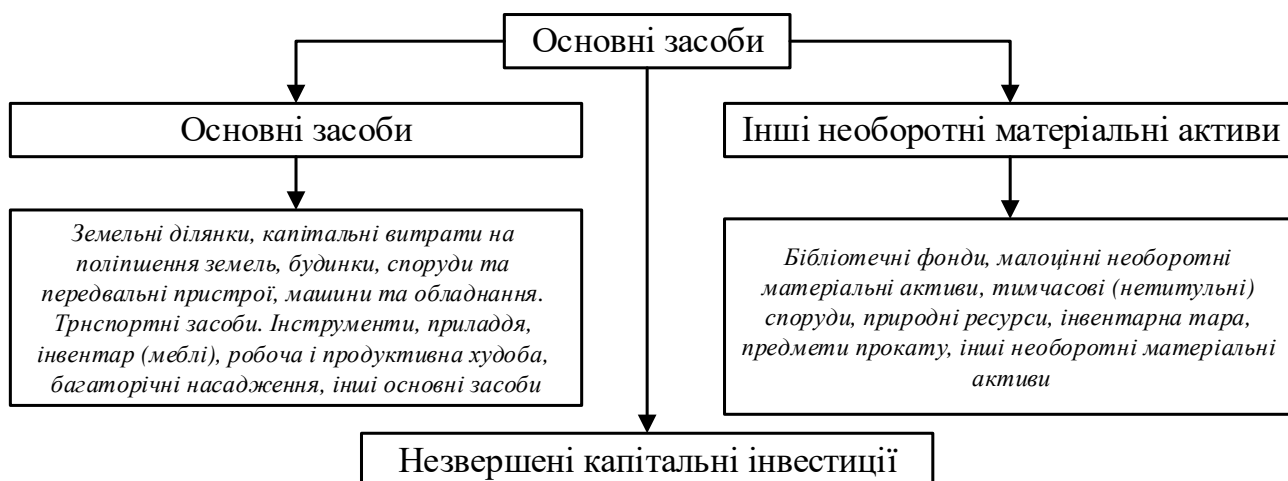 Основні засоби
Основні засоби
Земельні ділянки, капітальні витрати на
поліпшення земель, будинки, споруди та
передвальні пристрої, машини та обладнання.
Трнспортні засоби. Інструменти, приладдя,
інвентар (меблі), робоча і продуктивна худоба,
багаторічні насадження, інші основні засоби
Інші необоротні матеріальні активи
Бібліотечні фонди, малоцінні необоротні
матеріальні активи, тимчасові (нетитульні)
споруди, природні ресурси, інвентарна тара,
предмети прокату, інші необоротні матеріальні
активи
Незвершені капітальні інвестиції